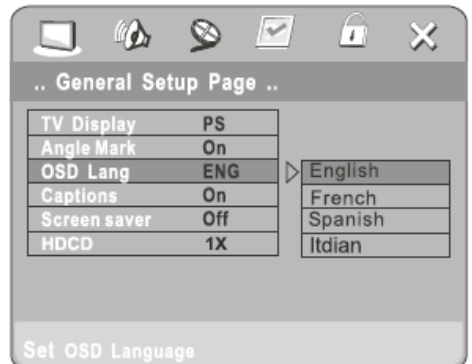 .. General Setup Page ..
TV Display PS
Angle Mark On
OSD Lang ENG English
Captions On French
Screen saver Off Spanish
HDCD 1X Itdian
Set OSD Language